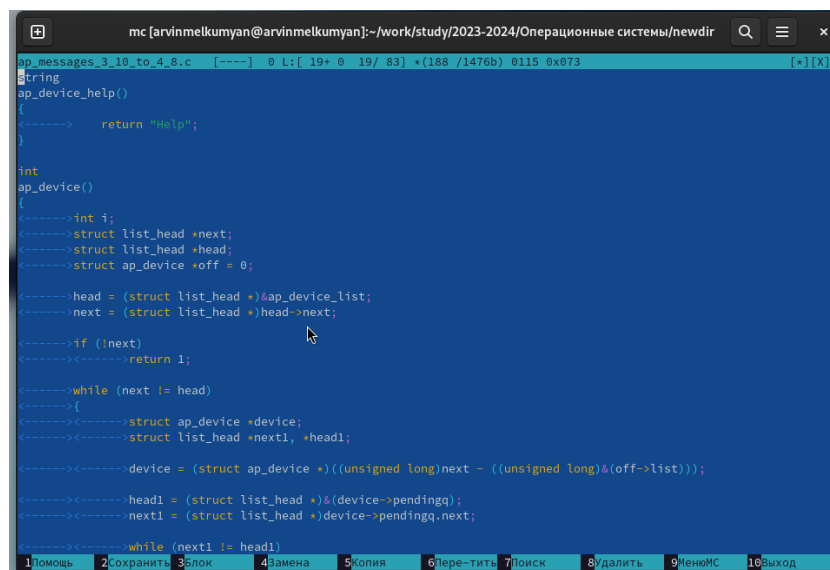 mc [arvinmelkumyan@arvinmelkumyan]:~/work/study/2023-2024/Операционные системы/newdir
ap_messages_3_10_to_4_8.c [----] 0 L:[ 19+ 0 19/ 83] *(188 /1476b) 0115 0x073 [*][X]
string
ap_device_help()
{
<------> return "Help";
}
int
ap_device()
{
<------>int i;
<------>struct list_head *next;
<------>struct list_head *head;
<------>struct ap_device *off = 0;
<------>head = (struct list_head *)&ap_device_list;
<------>next = (struct list_head *)head->next;
<------>if (!next)
<------><------>return 1;
<------>while (next != head)
<------>{
<------><------>struct ap_device *device;
<------><------>struct list_head *next1, *head1;
<------><------>device = (struct ap_device *)((unsigned long)next - ((unsigned long)&(off->list)));
<------><------>head1 = (struct list_head *)&(device->pendingq);
<------><------>next1 = (struct list_head *)device->pendingq.next;
<------><------>while (next1 != head1)
1Помощь 2Сохранить 3Блок 4Замена 5Копия 6Пере~тить 7Поиск 8Удалить 9МенюMC 10Выход